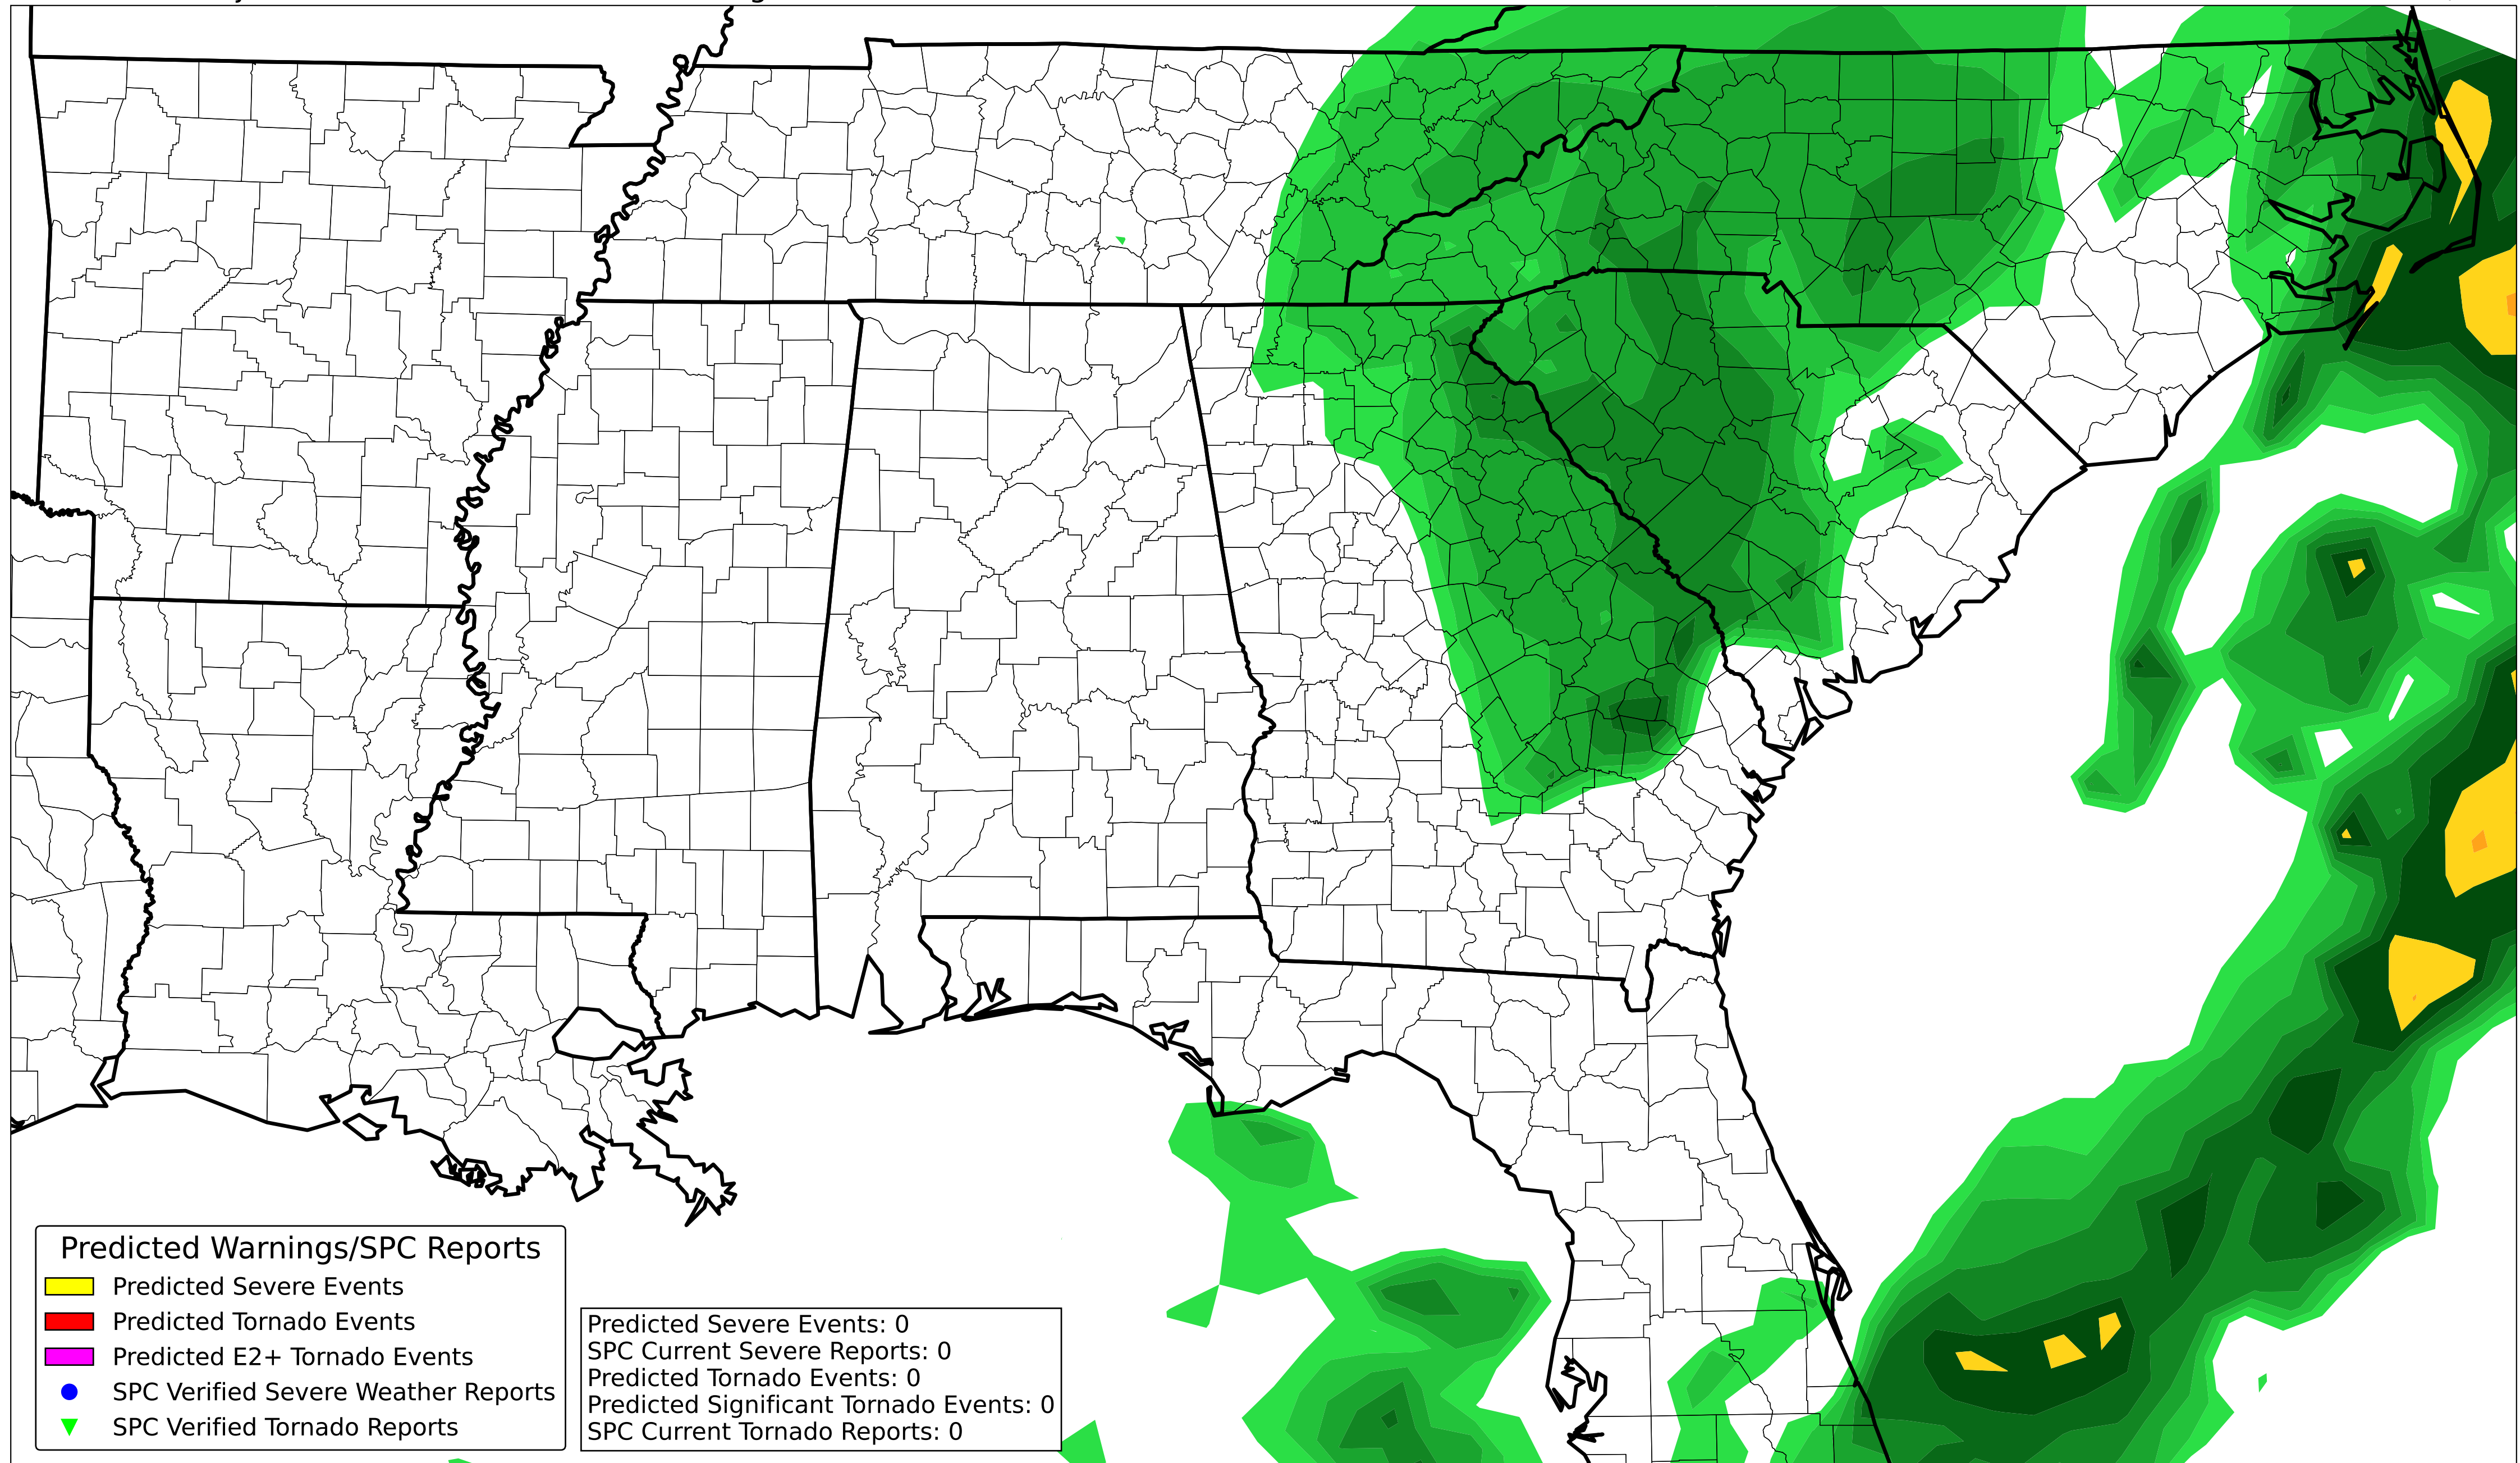 Predicted Warnings/SPC Reports
Predicted Severe Events
Predicted Tornado Events
Predicted E2+ Tornado Events
SPC Verified Severe Weather Reports
SPC Verified Tornado Reports
Predicted Severe Events: 0
SPC Current Severe Reports: 0
Predicted Tornado Events: 0
Predicted Significant Tornado Events: 0
SPC Current Tornado Reports: 0